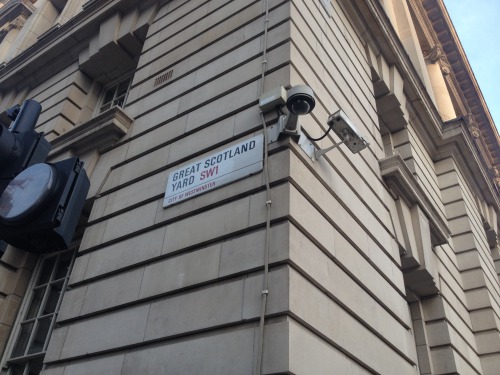 GREAT SCOTLAND
YARD SW1
CITY OF WESTMINSTER